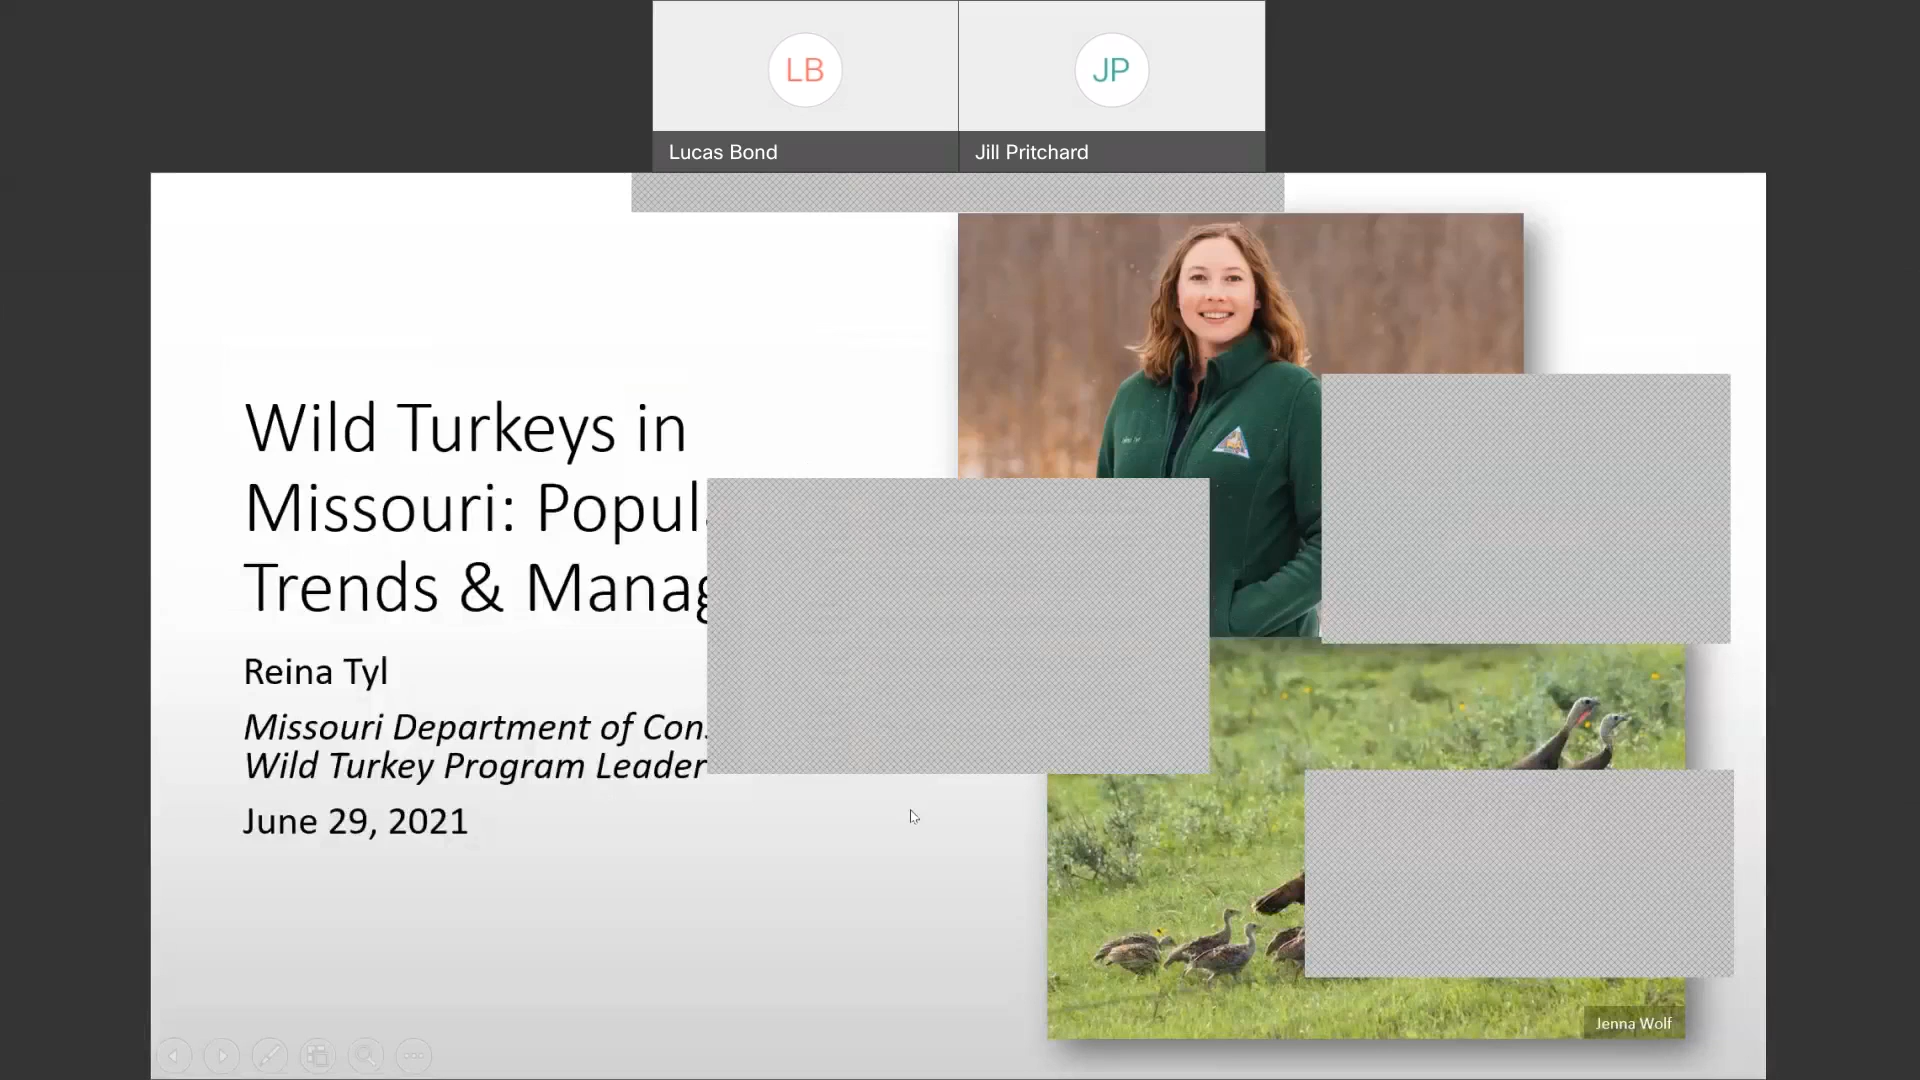 LB
JP
Lucas Bond
Jill Pritchard
Wild Turkeys in
Missouri: Popul
Trends & Manag
Reina Tyl
Missouri Department of Con
Wild Turkey Program Leader
June 29, 2021
Jenna Wolf